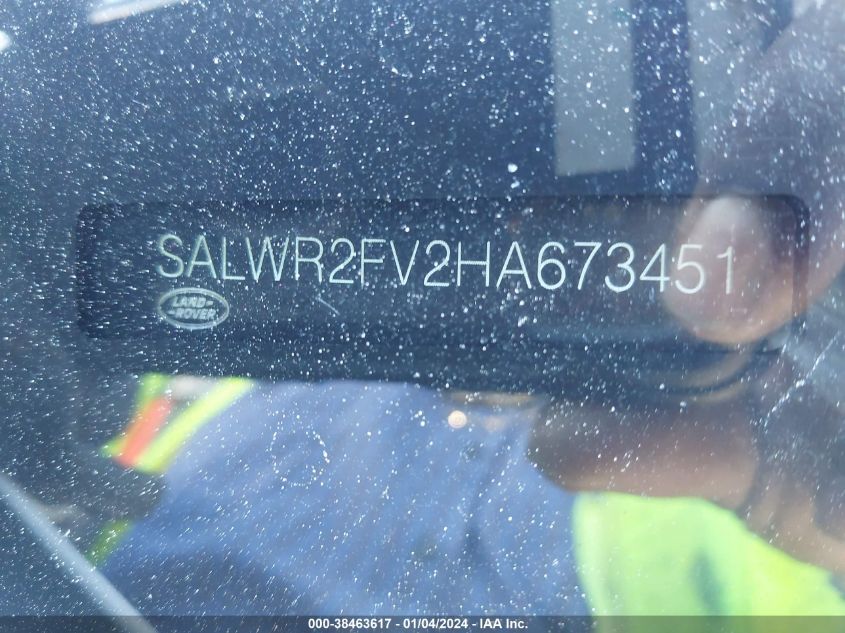 SALWR2FV2HA673451
LAND-
-ROVER
000-38463617 - 01/04/2024 - IAA Inc.